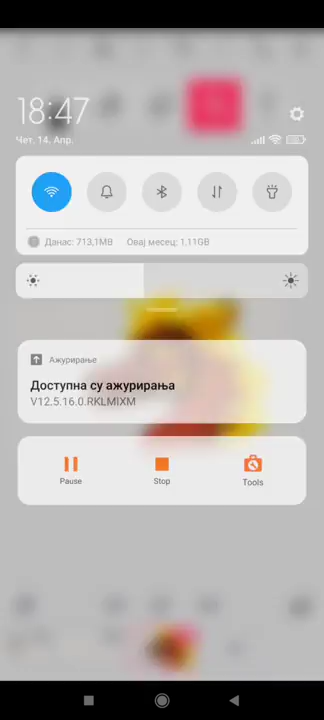 18:47
Чет. 14. Апр.
Данас: 713,1MB Овај месец: 1.11GB
Ажурирање
Доступна су ажурирања
V12.5.16.0.RKLMIXM
Pause Stop Tools